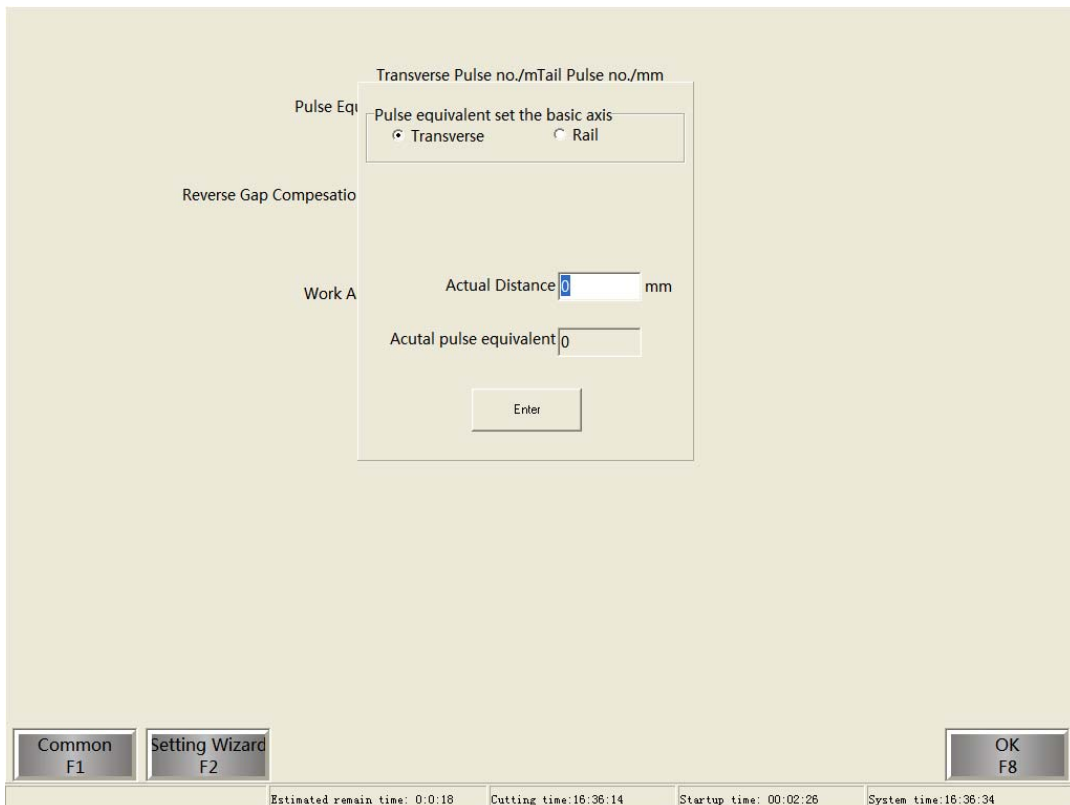 Transverse Pulse no./mTail Pulse no./mm
Pulse Equ
Pulse equivalent set the basic axis
Transverse Rail
Reverse Gap Compesatio
Work A
Actual Distance 0 mm
Acutal pulse equivalent 0
Enter
Common F1
Setting Wizard F2
OK F8
Estimated remain time: 0:0:18 Cutting time:16:36:14 Startup time: 00:02:26 System time:16:36:34